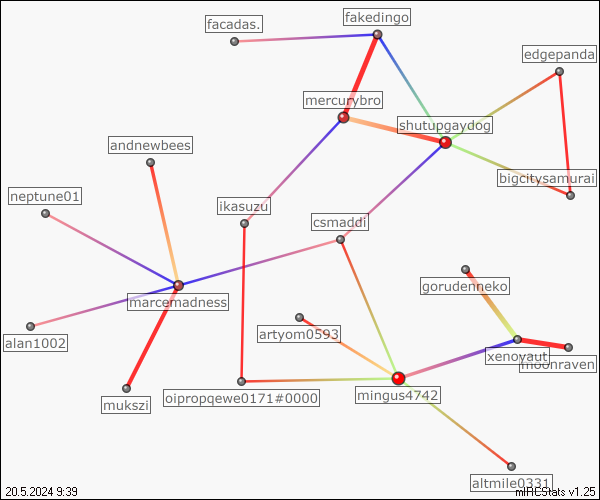 facadas.
fakedingo
edgepanda
mercurybro
shutupgaydog
andnewbees
bigcitysamurai
neptune01
ikasuzu
csmaddi
gorudenneko
marcemadness
artyom0593
alan1002
xenovaut
moonraven
mukszi
oipropqewe0171#0000
mingus4742
altmile0331
20.5.2024 9:39
mIRCStats v1.25